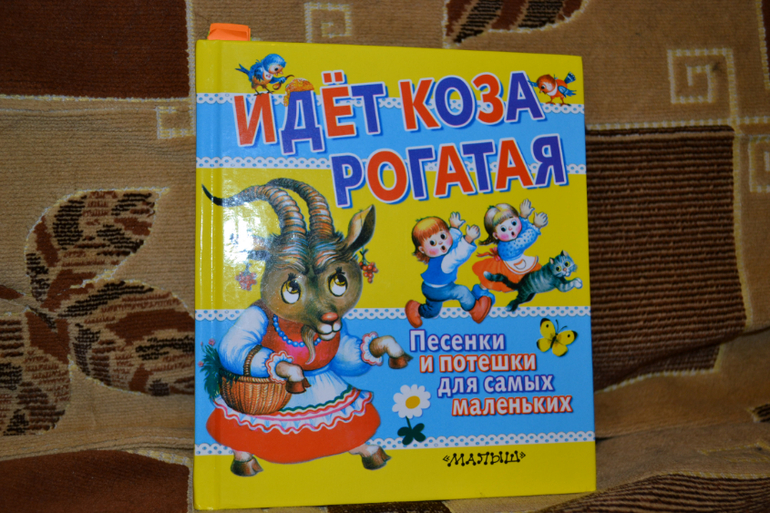 ИДЁТ КОЗА
РОГАТАЯ
Песенки
и потешки
для самых
маленьких
«МАЛЫШ»